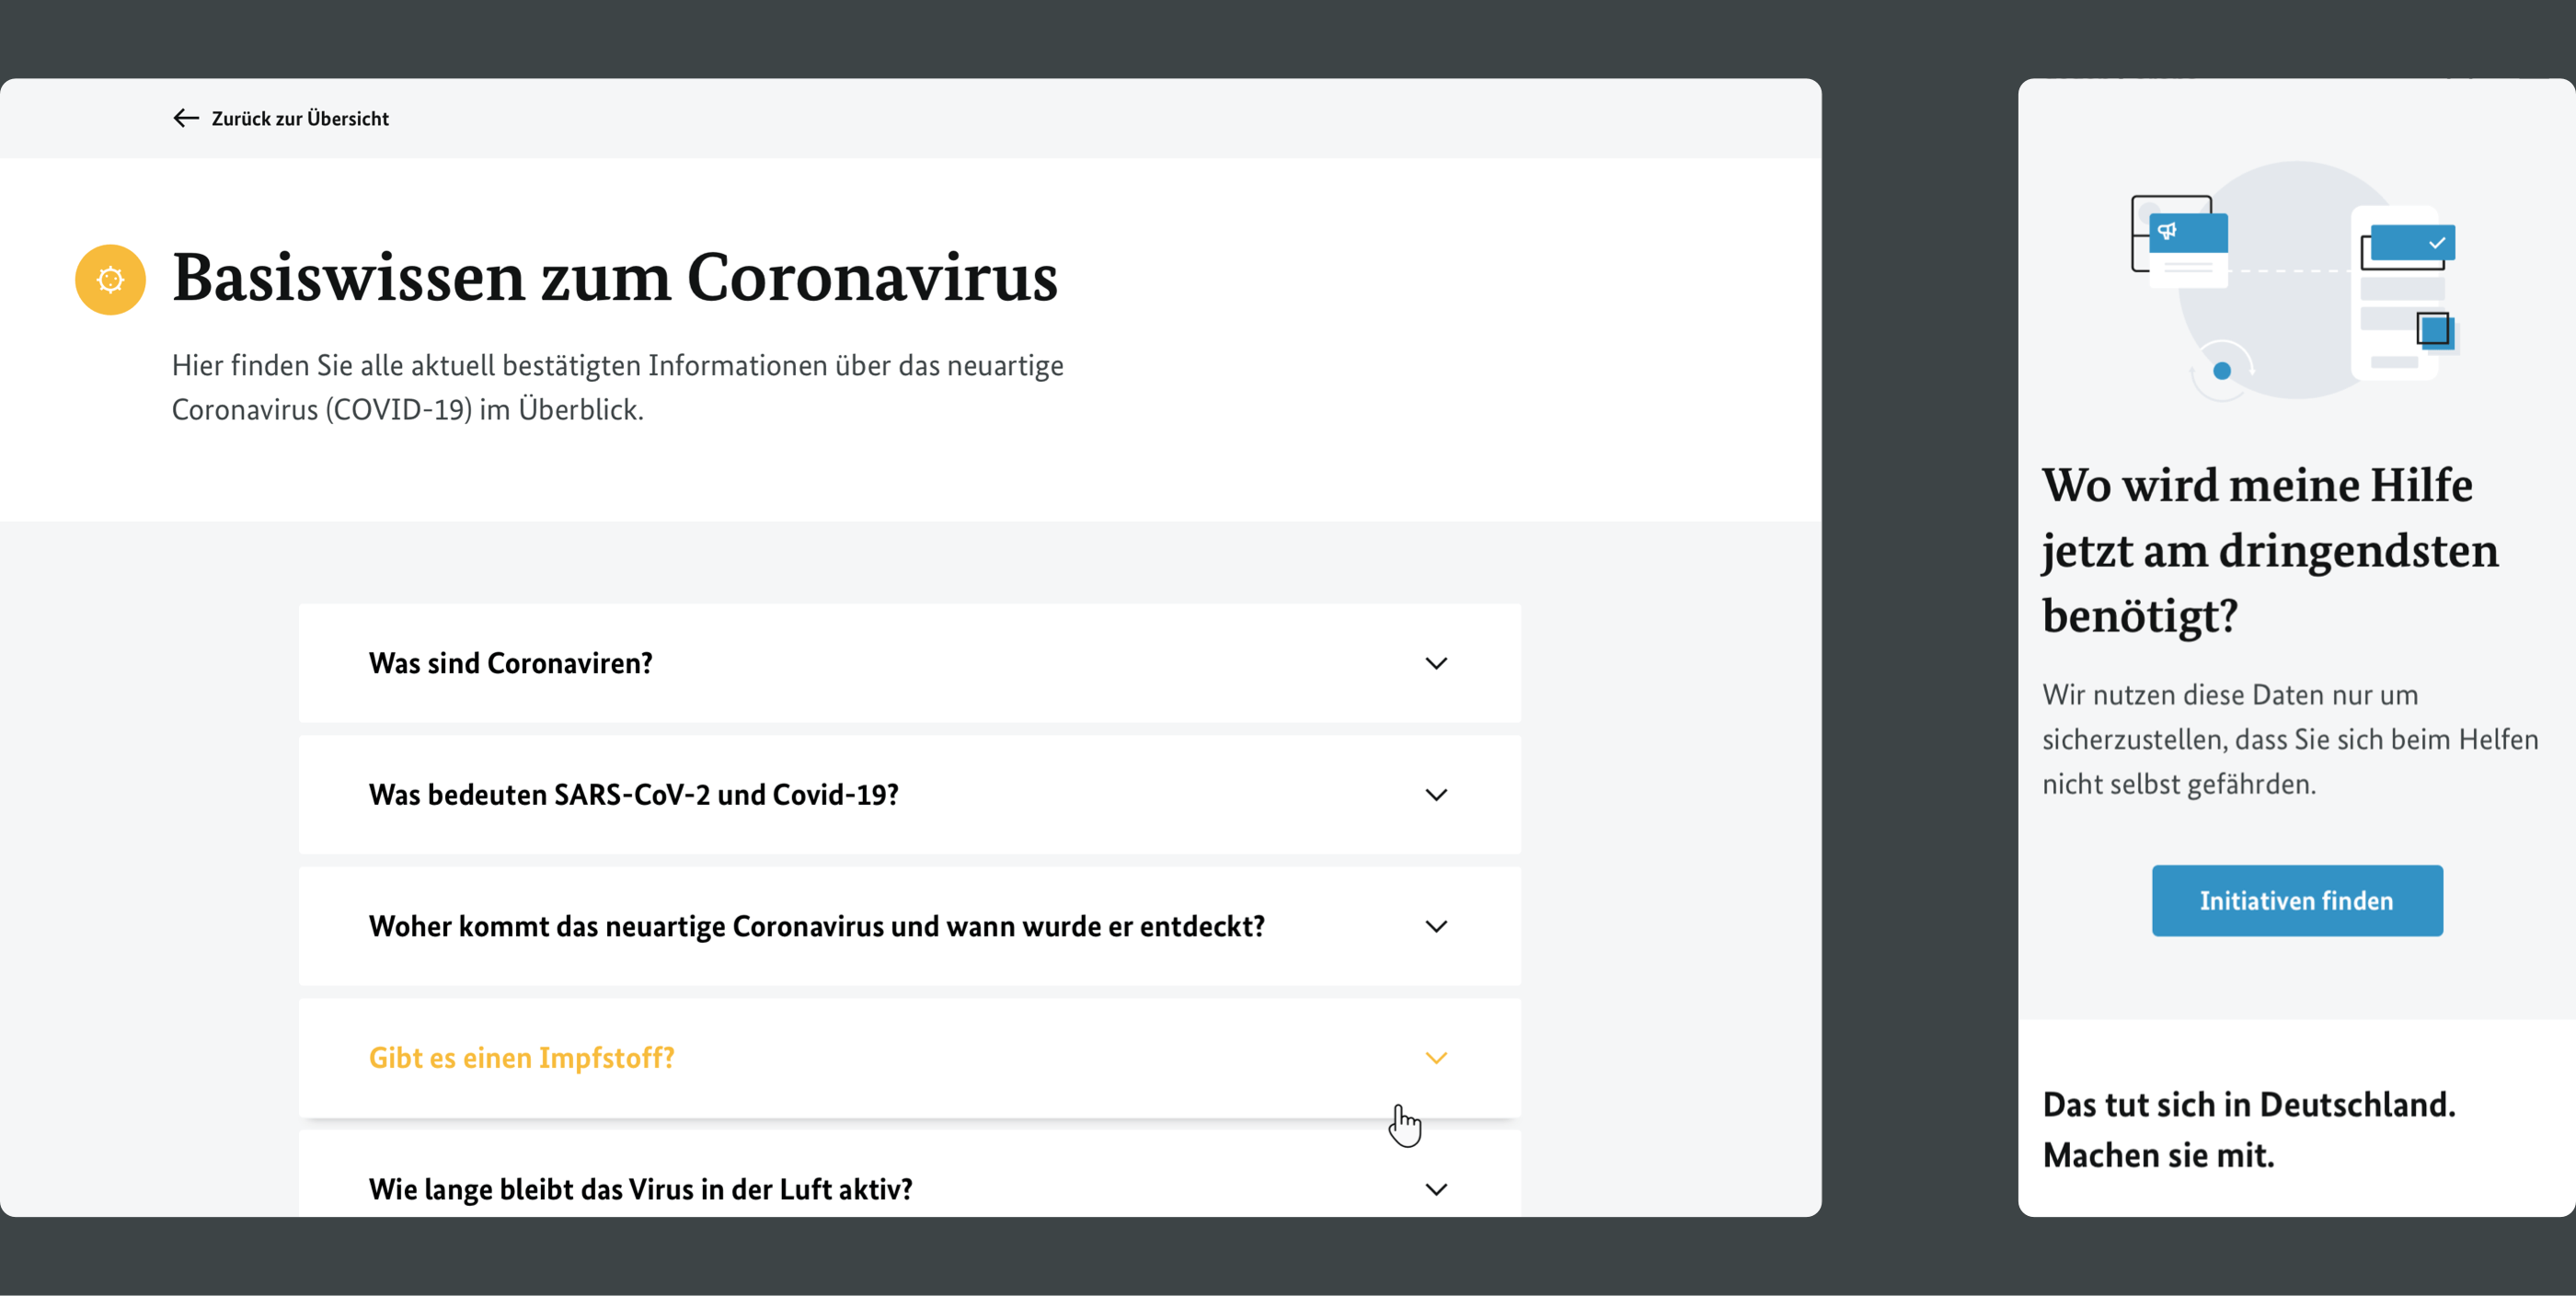 Zurück zur Übersicht
Basiswissen zum Coronavirus
Hier finden Sie alle aktuell bestätigten Informationen über das neuartige
Coronavirus (COVID-19) im Überblick.
Was sind Coronaviren?
Was bedeuten SARS-CoV-2 und Covid-19?
Woher kommt das neuartige Coronavirus und wann wurde er entdeckt?
Gibt es einen Impfstoff?
Wie lange bleibt das Virus in der Luft aktiv?
Wo wird meine Hilfe
jetzt am dringendsten
benötigt?
Wir nutzen diese Daten nur um
sicherzustellen, dass Sie sich beim Helfen
nicht selbst gefährden.
Initiativen finden
Das tut sich in Deutschland.
Machen sie mit.